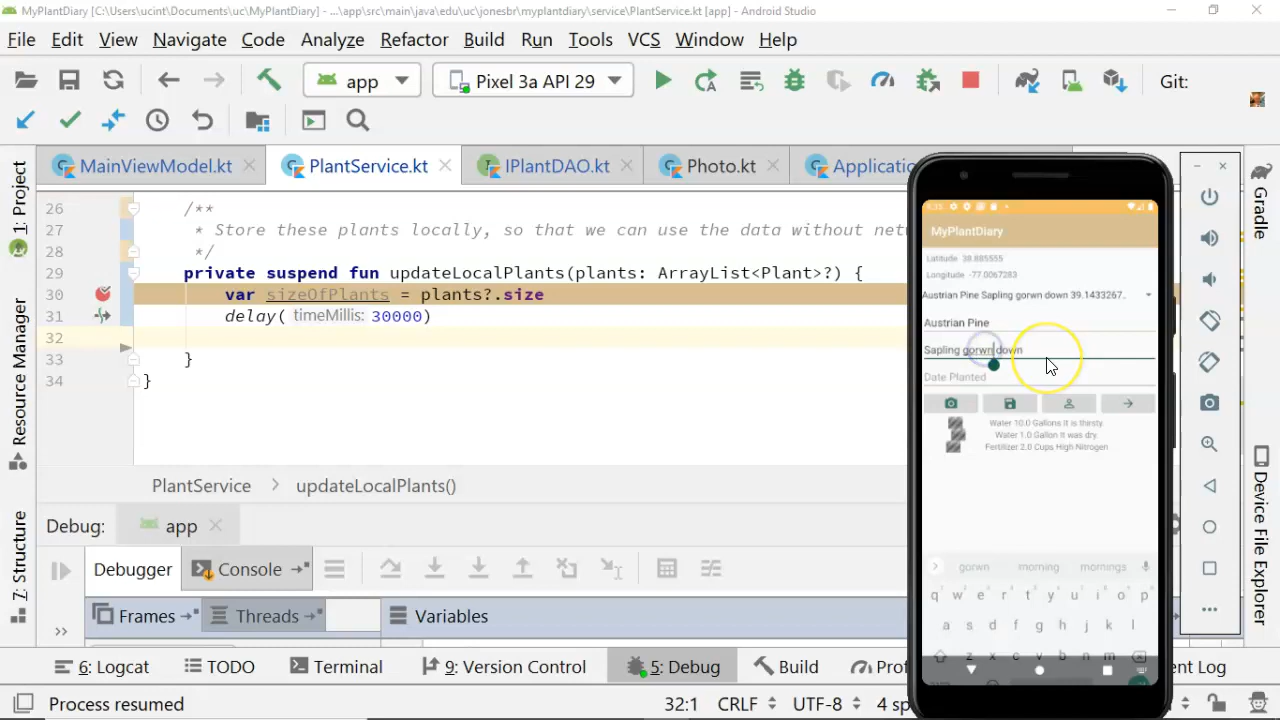 MyPlantDiary [C:\Users\ucint\Documents\uc\MyPlantDiary] - ...\app\src\main\java\edu\uc\jonesbr\myplantdiary\service\PlantService.kt [app] - Android Studio
File Edit View Navigate Code Analyze Refactor Build Run Tools VCS Window Help
app Pixel 3a API 29 Git:
MainViewModel.kt PlantService.kt IPlantDAO.kt Photo.kt Applicatio
1: Project
Resource Manager
7: Structure
26 /**
27 * Store these plants locally, so that we can use the data without net
28 */
29 private suspend fun updateLocalPlants(plants: ArrayList<Plant>?) {
30 var sizeOfPlants = plants?.size
31 delay( timeMillis: 30000)
32
33 }
34 }
PlantService > updateLocalPlants()
Debug: app
Debugger Console
Frames Threads Variables
6: Logcat TODO Terminal 9: Version Control 5: Debug Build Prof ent Log
Process resumed 32:1 CRLF UTF-8 4 sp
MyPlantDiary
Latitude 38.885555
Longitude -77.0067283
Austrian Pine Sapling gorwn down 39.1433267.
Austrian Pine
Sapling gorwn down
Date Planted
Water 10.0 Gallons It is thirsty.
Water 1.0 Gallon It was dry.
Fertilizer 2.0 Cups High Nitrogen
gorwn morning mornings
q w e r t y u i o p
a s d f g h j k l
z x c v b n m
Gradle
Device File Explorer